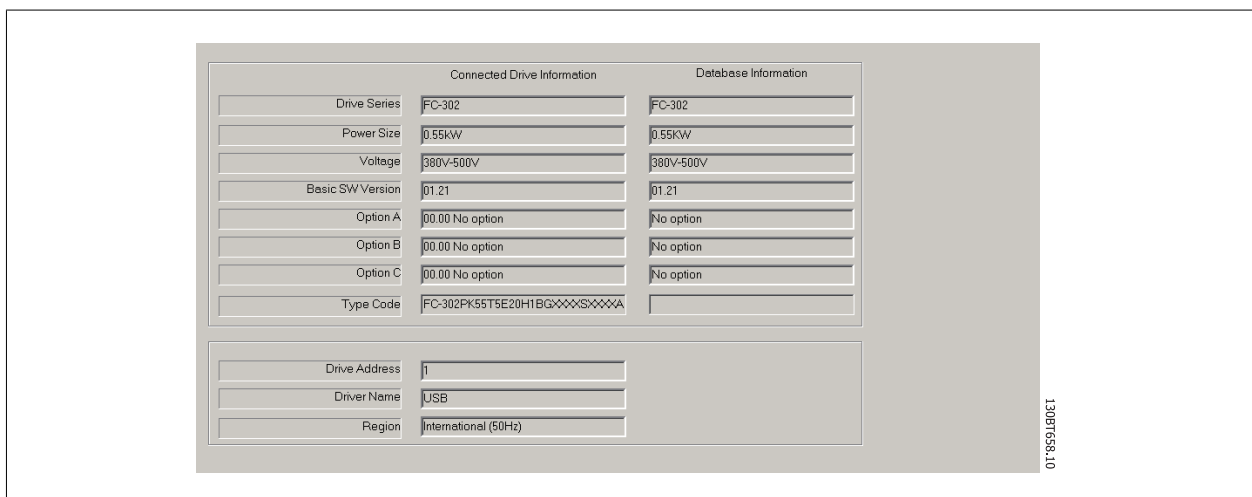 Connected Drive Information Database Information
Drive Series FC-302 FC-302
Power Size 0.55kW 0.55KW
Voltage 380V-500V 380V-500V
Basic SW Version 01.21 01.21
Option A 00.00 No option No option
Option B 00.00 No option No option
Option C 00.00 No option No option
Type Code FC-302PK55T5E20H1BGXXXXSXXXXA
Drive Address 1
Driver Name USB
Region International (50Hz)
130BT658.10